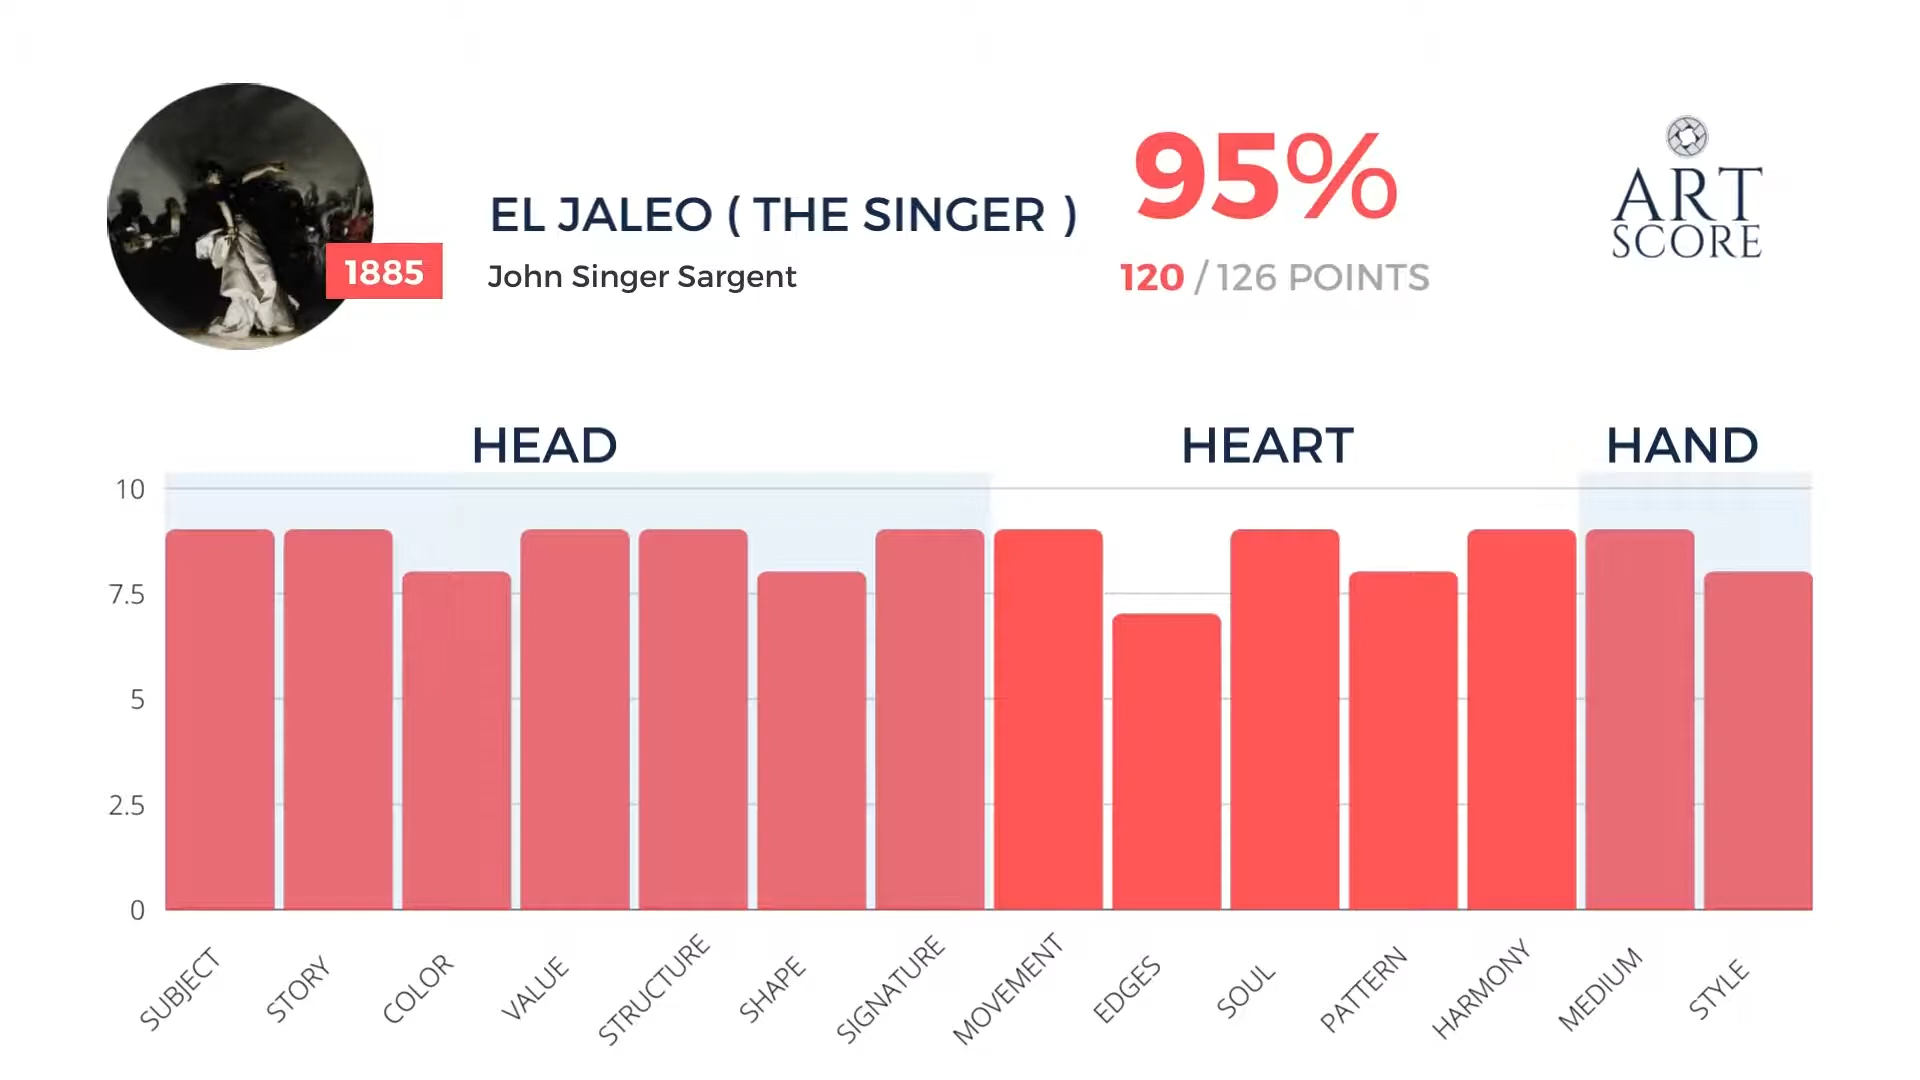 EL JALEO ( THE SINGER )
John Singer Sargent
1885
95%
120 / 126 POINTS
ART
SCORE
HEAD
HEART
HAND
10
7.5
5
2.5
0
SUBJECT
STORY
COLOR
VALUE
STRUCTURE
SHAPE
SIGNATURE
MOVEMENT
EDGES
SOUL
PATTERN
HARMONY
MEDIUM
STYLE